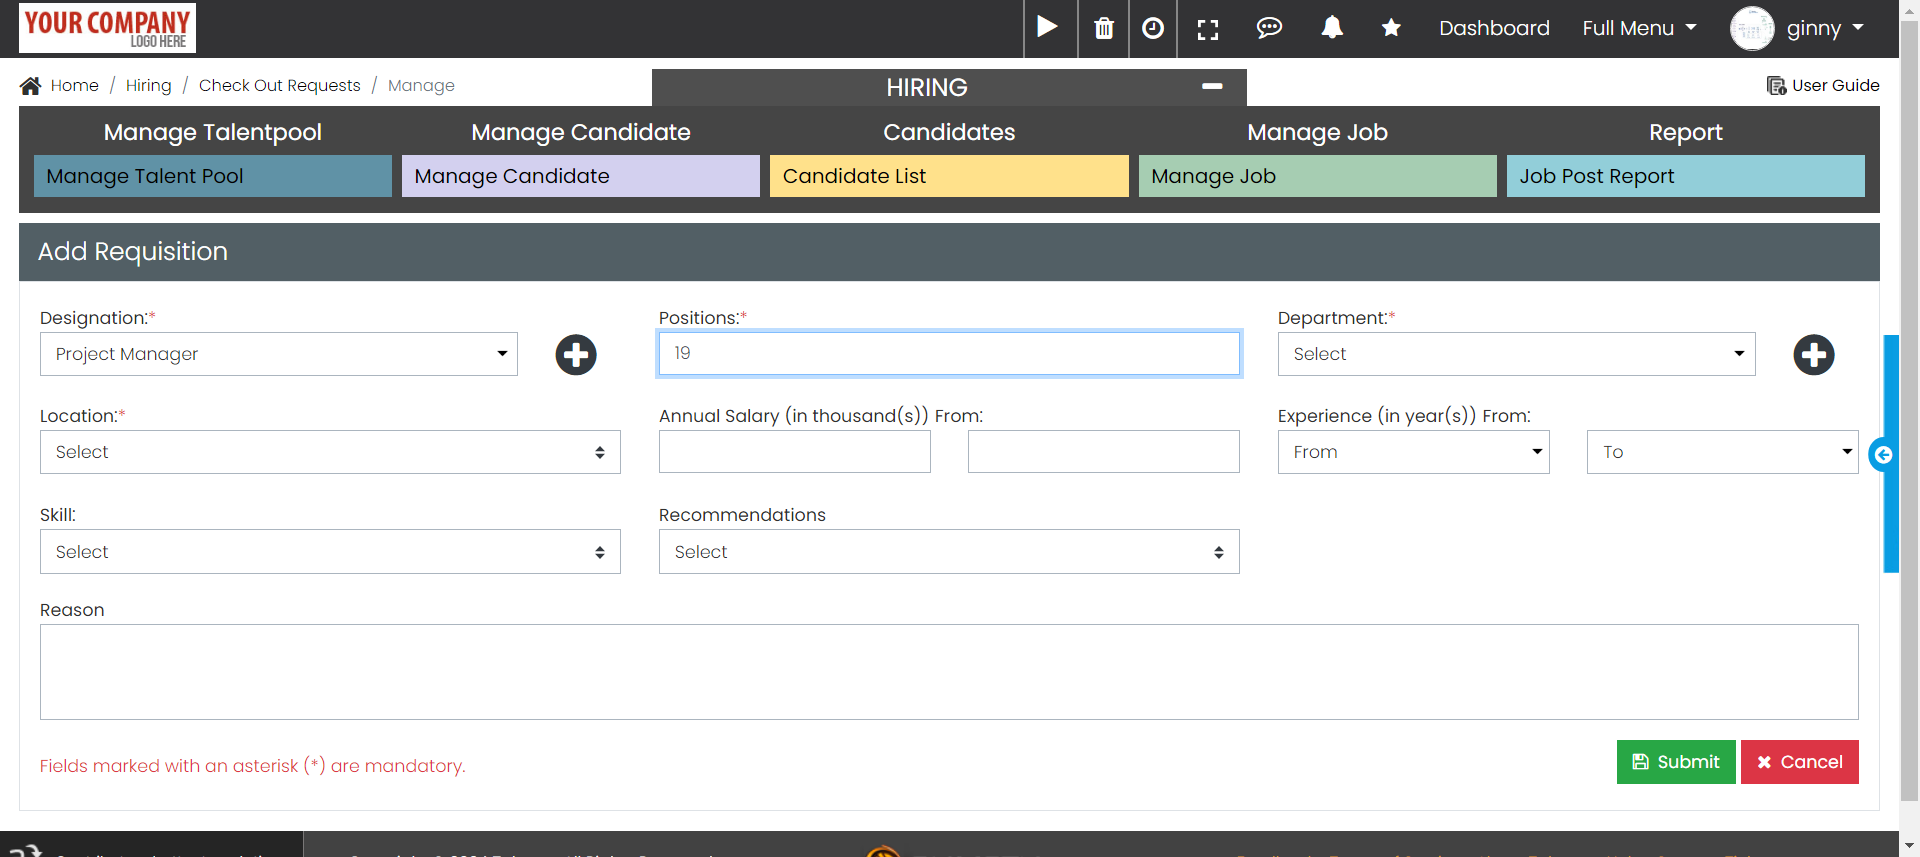 YOUR COMPANY
LOGO HERE
Dashboard
Full Menu
ginny
Home / Hiring / Check Out Requests / Manage
HIRING
User Guide
Manage Talentpool
Manage Candidate
Candidates
Manage Job
Report
Manage Talent Pool
Manage Candidate
Candidate List
Manage Job
Job Post Report
Add Requisition
Designation:*
Positions:*
Department:*
Project Manager
19
Select
Location:*
Annual Salary (in thousand(s)) From:
Experience (in year(s)) From:
Select
From
To
Skill:
Recommendations
Select
Select
Reason
Fields marked with an asterisk (*) are mandatory.
Submit
Cancel